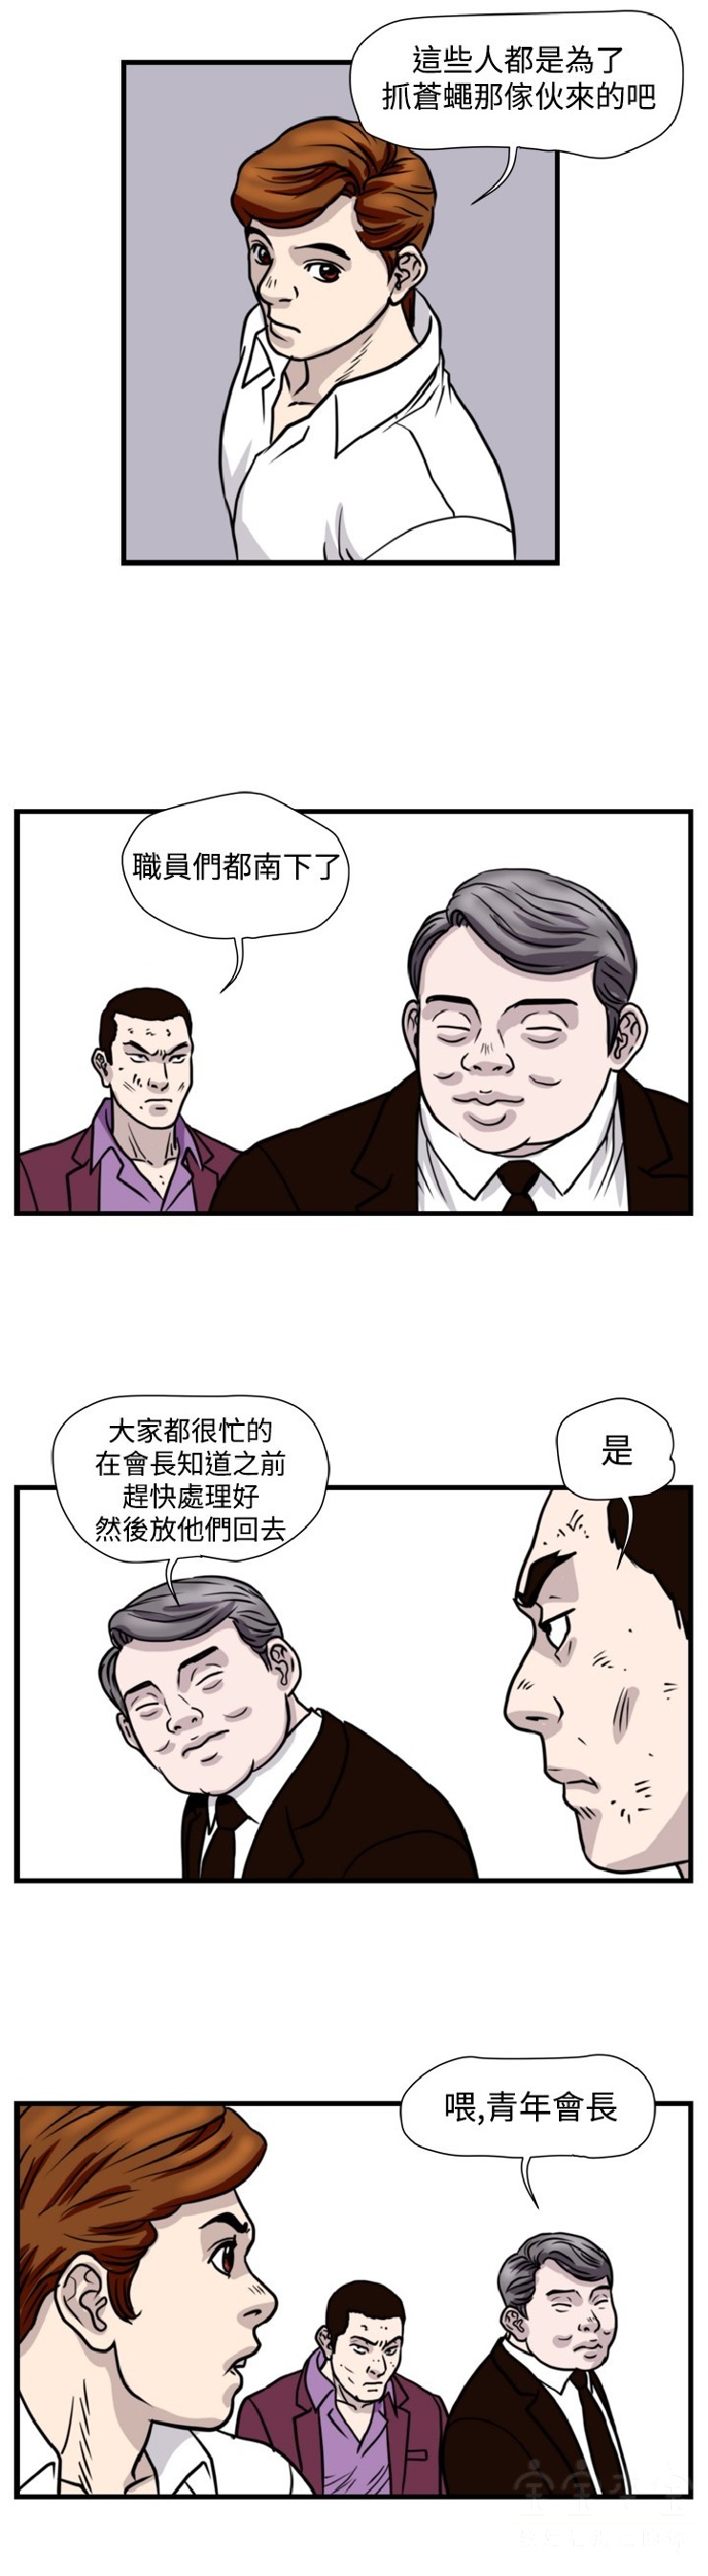 這些人都是為了
抓蒼蠅那傢伙來的吧
職員們都南下了
大家都很忙的
在會長知道之前
趕快處理好
然後放他們回去
是
喂,青年會長